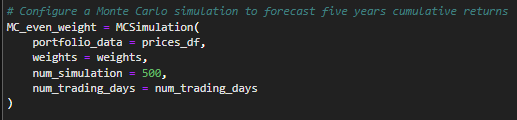 # Configure a Monte Carlo simulation to forecast five years cumulative returns
MC_even_weight = MCSimulation(
    portfolio_data = prices_df,
    weights = weights,
    num_simulation = 500,
    num_trading_days = num_trading_days
)